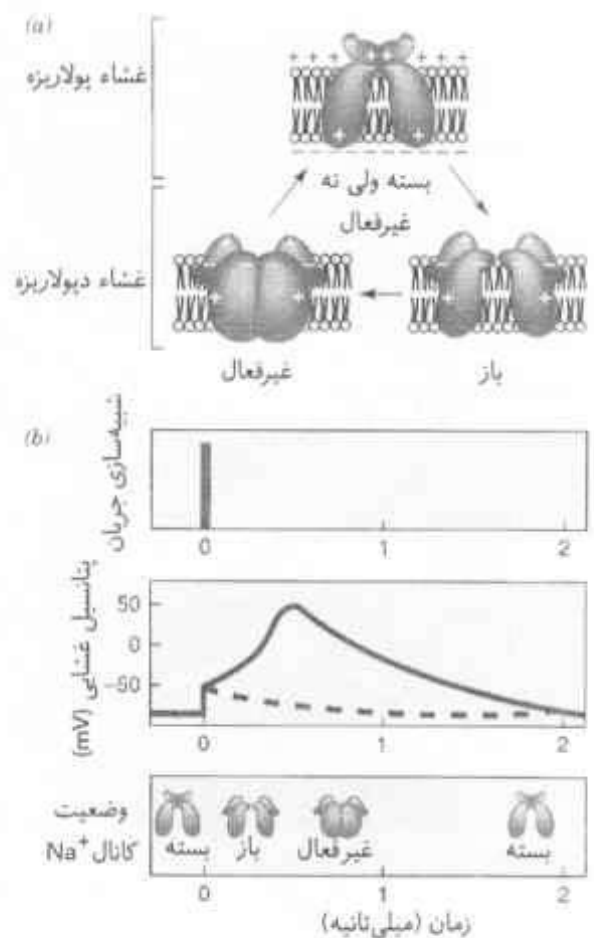 (a)
غشاء پولاریزه
+ + + + + + + +
+ +
– – – – – – – – –
بسته ولی نه
غیرفعال
غشاء دپولاریزه
+ + + +
غیرفعال
باز
(b)
شبیه‌سازی جریان
0 1 2
پتانسیل غشایی (mV)
50
0
−50
0 1 2
وضعیت
کانال Na⁺
بسته باز غیرفعال بسته
0 1 2
زمان (میلی‌ثانیه)